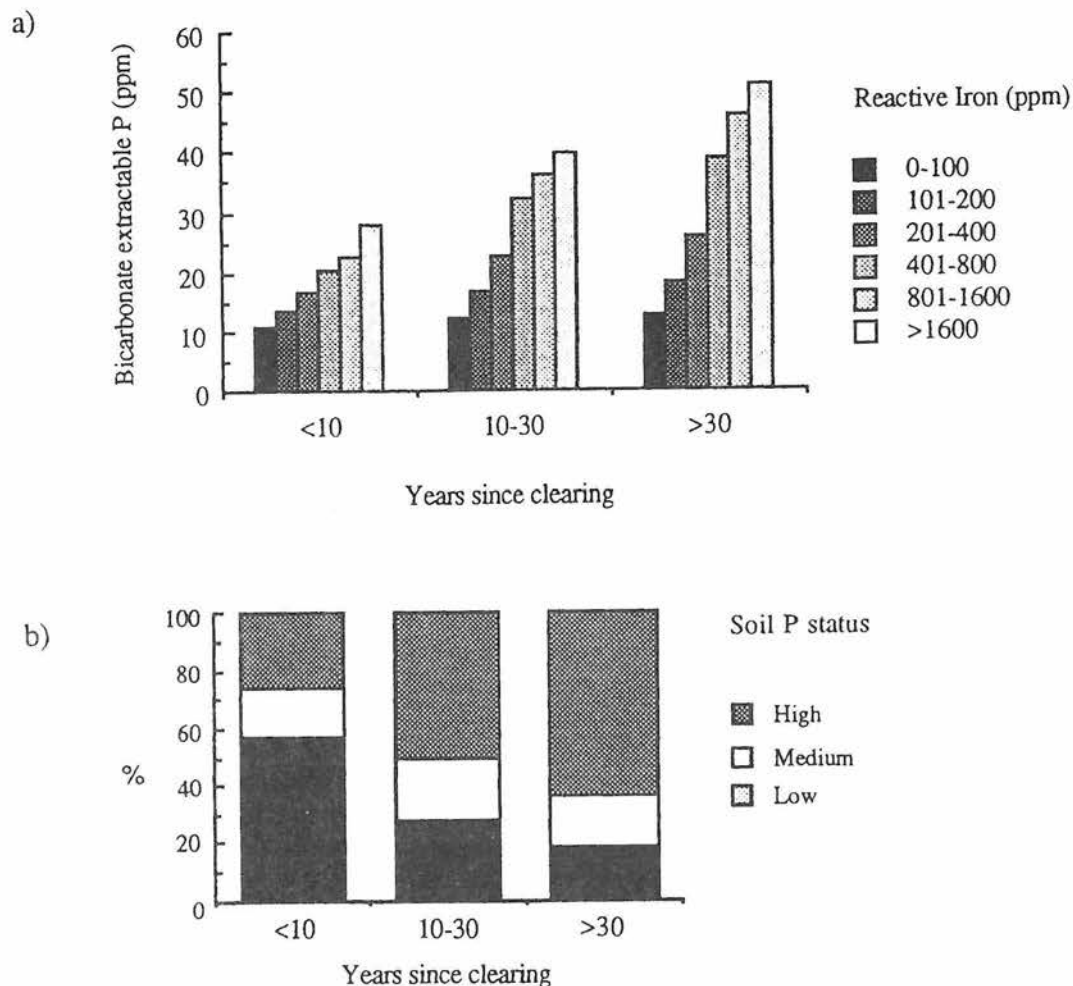 a)
Bicarbonate extractable P (ppm)
60
50
40
30
20
10
0
<10
10-30
>30
Years since clearing
Reactive Iron (ppm)
0-100
101-200
201-400
401-800
801-1600
>1600
b)
%
100
80
60
40
20
0
<10
10-30
>30
Years since clearing
Soil P status
High
Medium
Low